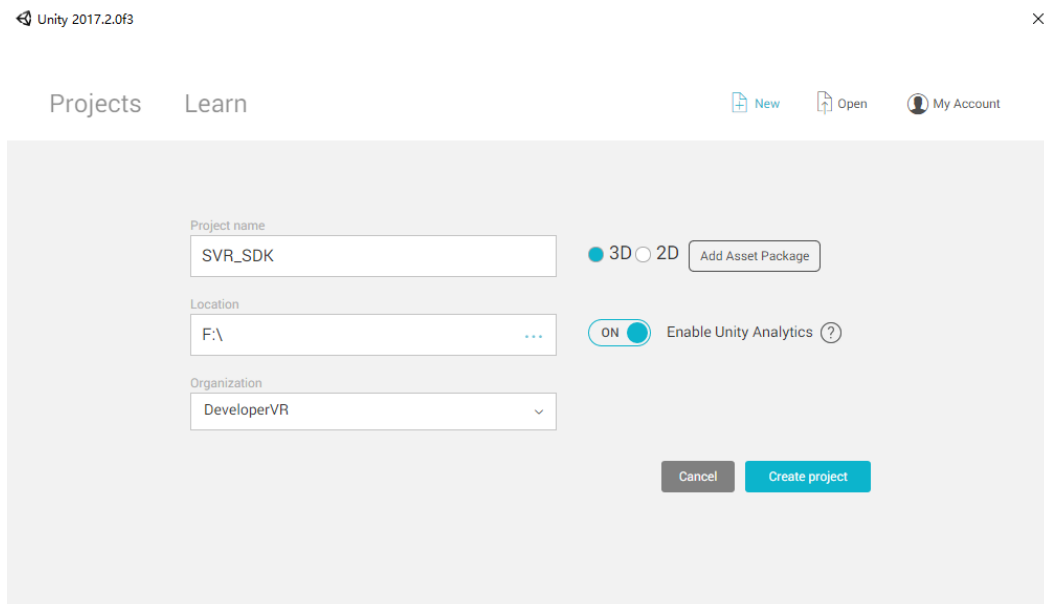 Unity 2017.2.0f3
Projects Learn New Open My Account
Project name
SVR_SDK
3D 2D Add Asset Package
Location
F:\
...
ON Enable Unity Analytics ?
Organization
DeveloperVR
Cancel Create project